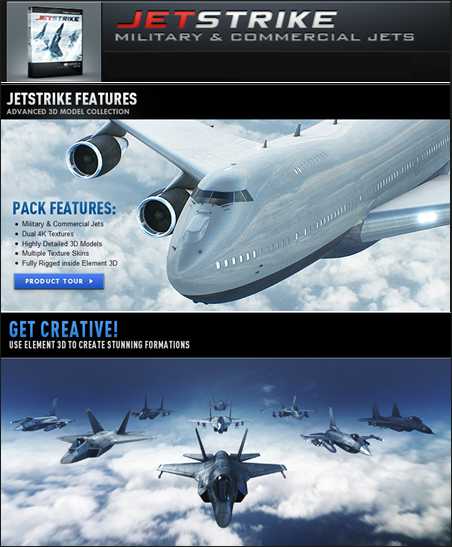 JETSTRIKE
MILITARY & COMMERCIAL JETS
JETSTRIKE FEATURES
ADVANCED 3D MODEL COLLECTION
PACK FEATURES:
Military & Commercial Jets
Dual 4K Textures
Highly Detailed 3D Models
Multiple Texture Skins
Fully Rigged inside Element 3D
PRODUCT TOUR
GET CREATIVE!
USE ELEMENT 3D TO CREATE STUNNING FORMATIONS